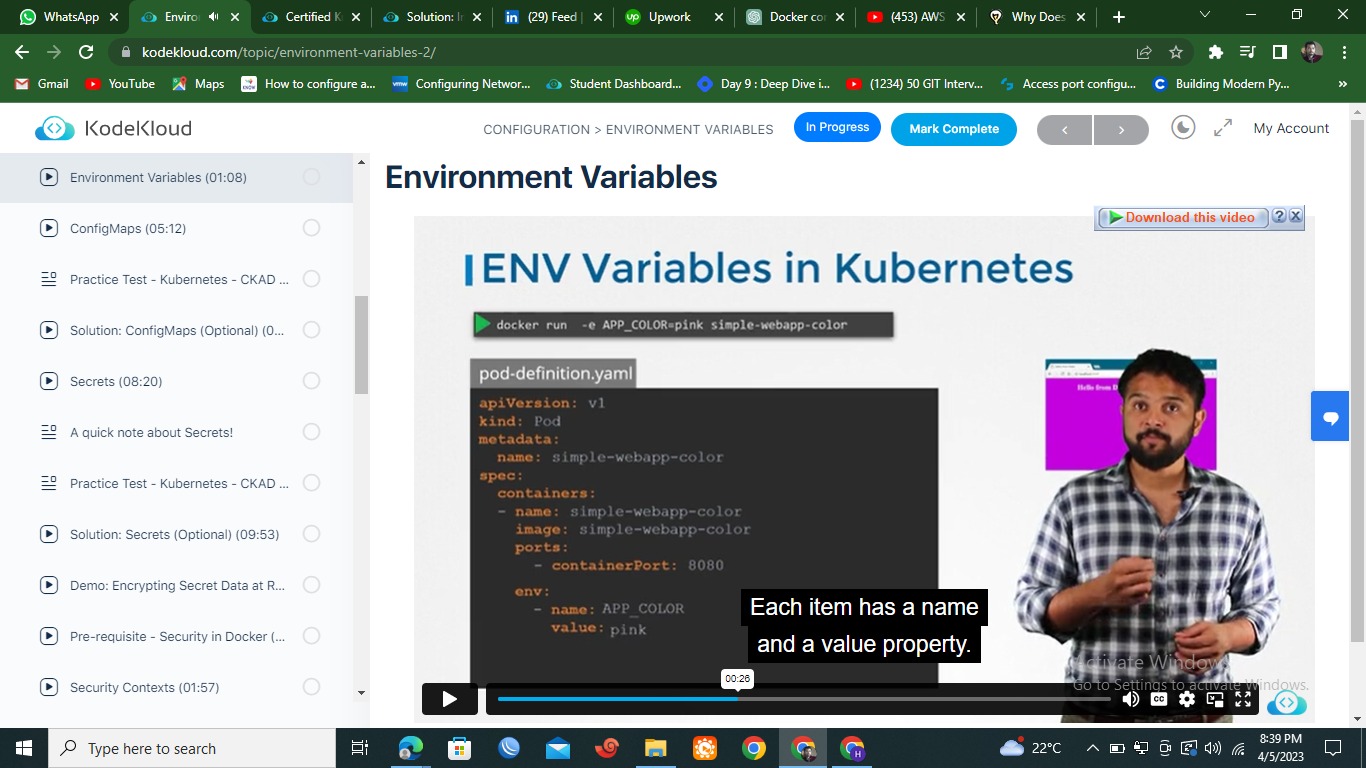 WhatsApp
Enviro
Certified K
Solution: I
(29) Feed |
Upwork
Docker co
(453) AWS
Why Does
kodekloud.com/topic/environment-variables-2/
Gmail
YouTube
Maps
How to configure a...
Configuring Networ...
Student Dashboard...
Day 9 : Deep Dive i...
(1234) 50 GIT Interv...
Access port configu...
Building Modern Py...
»
KodeKloud
CONFIGURATION > ENVIRONMENT VARIABLES
In Progress
Mark Complete
My Account
Environment Variables (01:08)
ConfigMaps (05:12)
Practice Test - Kubernetes - CKAD ...
Solution: ConfigMaps (Optional) (0...
Secrets (08:20)
A quick note about Secrets!
Practice Test - Kubernetes - CKAD ...
Solution: Secrets (Optional) (09:53)
Demo: Encrypting Secret Data at R...
Pre-requisite - Security in Docker (...
Security Contexts (01:57)
Environment Variables
Download this video
?
X
ENV Variables in Kubernetes
docker run -e APP_COLOR=pink simple-webapp-color
pod-definition.yaml
apiVersion: v1
kind: Pod
metadata:
name: simple-webapp-color
spec:
containers:
- name: simple-webapp-color
image: simple-webapp-color
ports:
- containerPort: 8080
env:
- name: APP_COLOR
value: pink
Hello from D
Each item has a name
and a value property.
00:26
CC
Activate Window
Go to Settings to activate Windows.
Type here to search
H
22°C
8:39 PM
4/5/2023